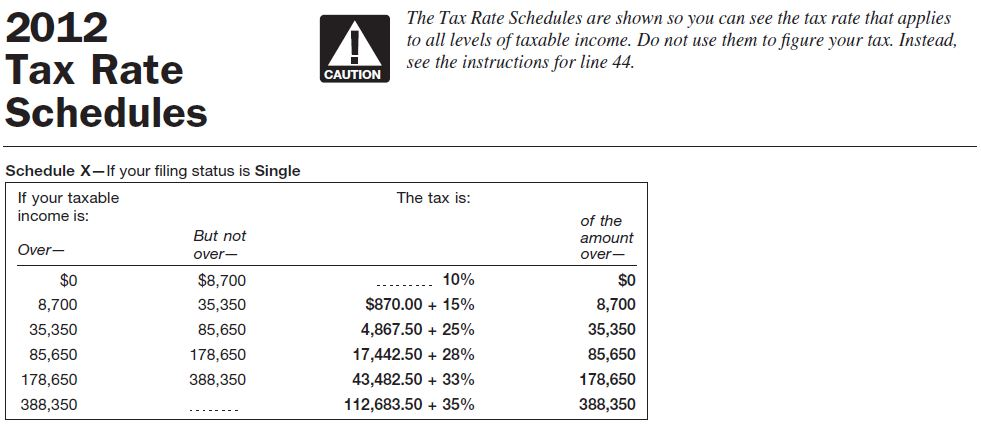 2012
Tax Rate
Schedules
CAUTION
The Tax Rate Schedules are shown so you can see the tax rate that applies
to all levels of taxable income. Do not use them to figure your tax. Instead,
see the instructions for line 44.
Schedule X—If your filing status is Single
If your taxable
income is:
The tax is:
Over—
But not
over—
of the
amount
over—
$0 $8,700 ......... 10% $0
8,700 35,350 $870.00 + 15% 8,700
35,350 85,650 4,867.50 + 25% 35,350
85,650 178,650 17,442.50 + 28% 85,650
178,650 388,350 43,482.50 + 33% 178,650
388,350 ........ 112,683.50 + 35% 388,350